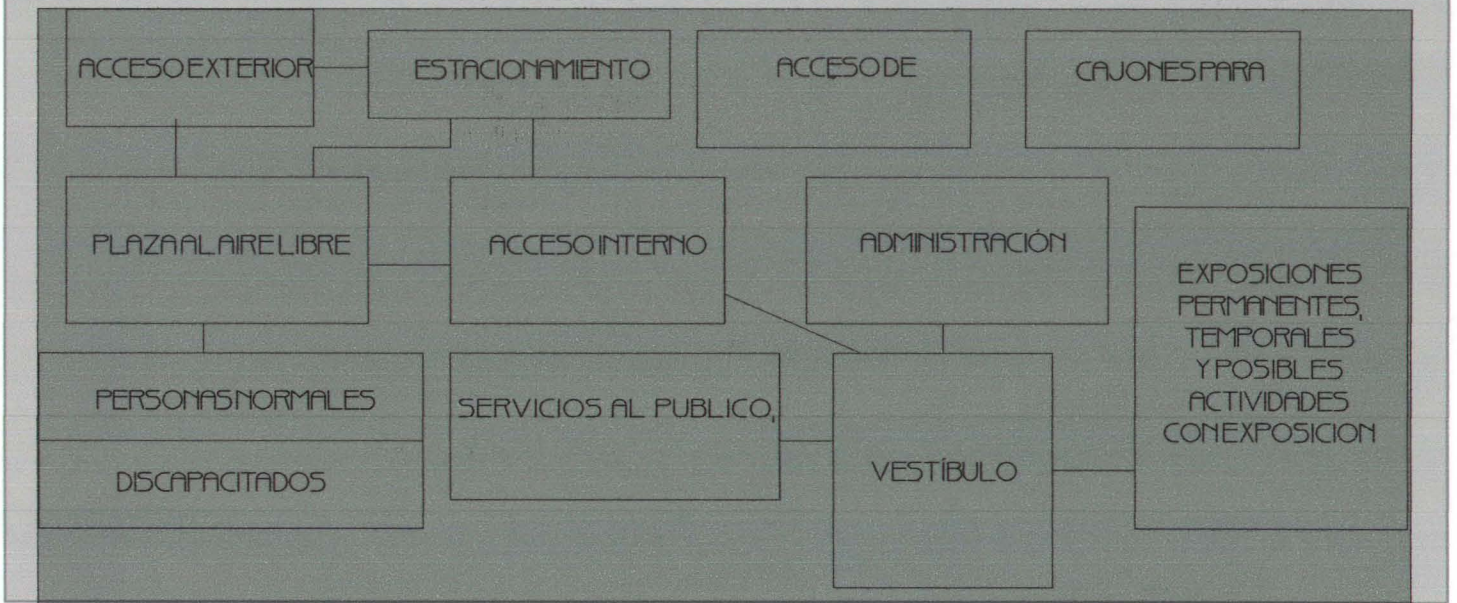 ACCESO EXTERIOR
ESTACIONAMIENTO
ACCESO DE
CAJONES PARA
PLAZA AL AIRE LIBRE
ACCESO INTERNO
ADMINISTRACIÓN
EXPOSICIONES
PERMANENTES,
TEMPORALES
Y POSIBLES
ACTIVIDADES
CON EXPOSICION
PERSONAS NORMALES
DISCAPACITADOS
SERVICIOS AL PUBLICO,
VESTÍBULO